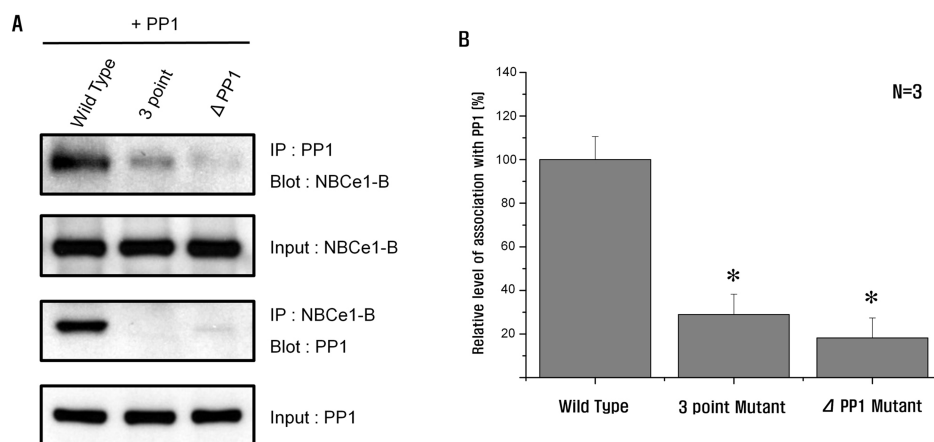 A
+ PP1
Wild Type
3 point
Δ PP1
IP : PP1
Blot : NBCe1-B
Input : NBCe1-B
IP : NBCe1-B
Blot : PP1
Input : PP1
B
Relative level of association with PP1 (%)
140
120
100
80
60
40
20
N=3
*
*
Wild Type
3 point Mutant
Δ PP1 Mutant